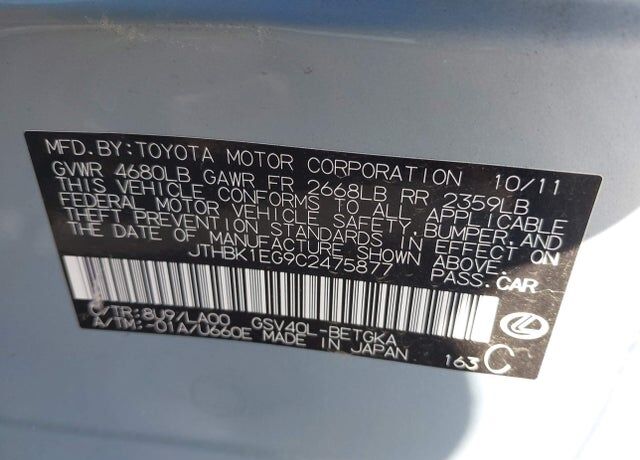 MFD.BY:TOYOTA MOTOR CORPORATION 10/11
GVWR 4680LB GAWR FR 2668LB RR 2359LB
THIS VEHICLE CONFORMS TO ALL APPLICABLE
FEDERAL MOTOR VEHICLE SAFETY,BUMPER,AND
THEFT PREVENTION STANDARDS IN EFFECT ON
THE DATE OF MANUFACTURE SHOWN ABOVE.
JTHBK1EG9C2475877 PASS.CAR
C/TR:8U9/LA00 GSV40L-BETGKA
A/TM:-01A/U660E MADE IN JAPAN 163 C